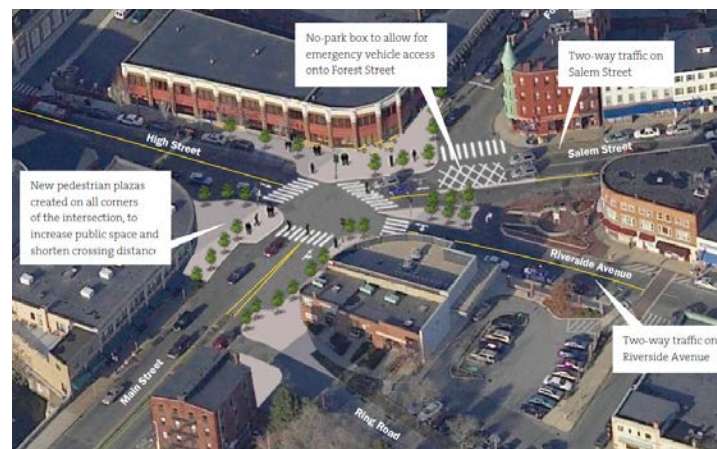 No-park box to allow for
emergency vehicle access
onto Forest Street
Two-way traffic on
Salem Street
High Street
Salem Street
New pedestrian plazas
created on all corners
of the intersection, to
increase public space and
shorten crossing distance
Riverside Avenue
Two-way traffic on
Riverside Avenue
Main Street
Ring Road